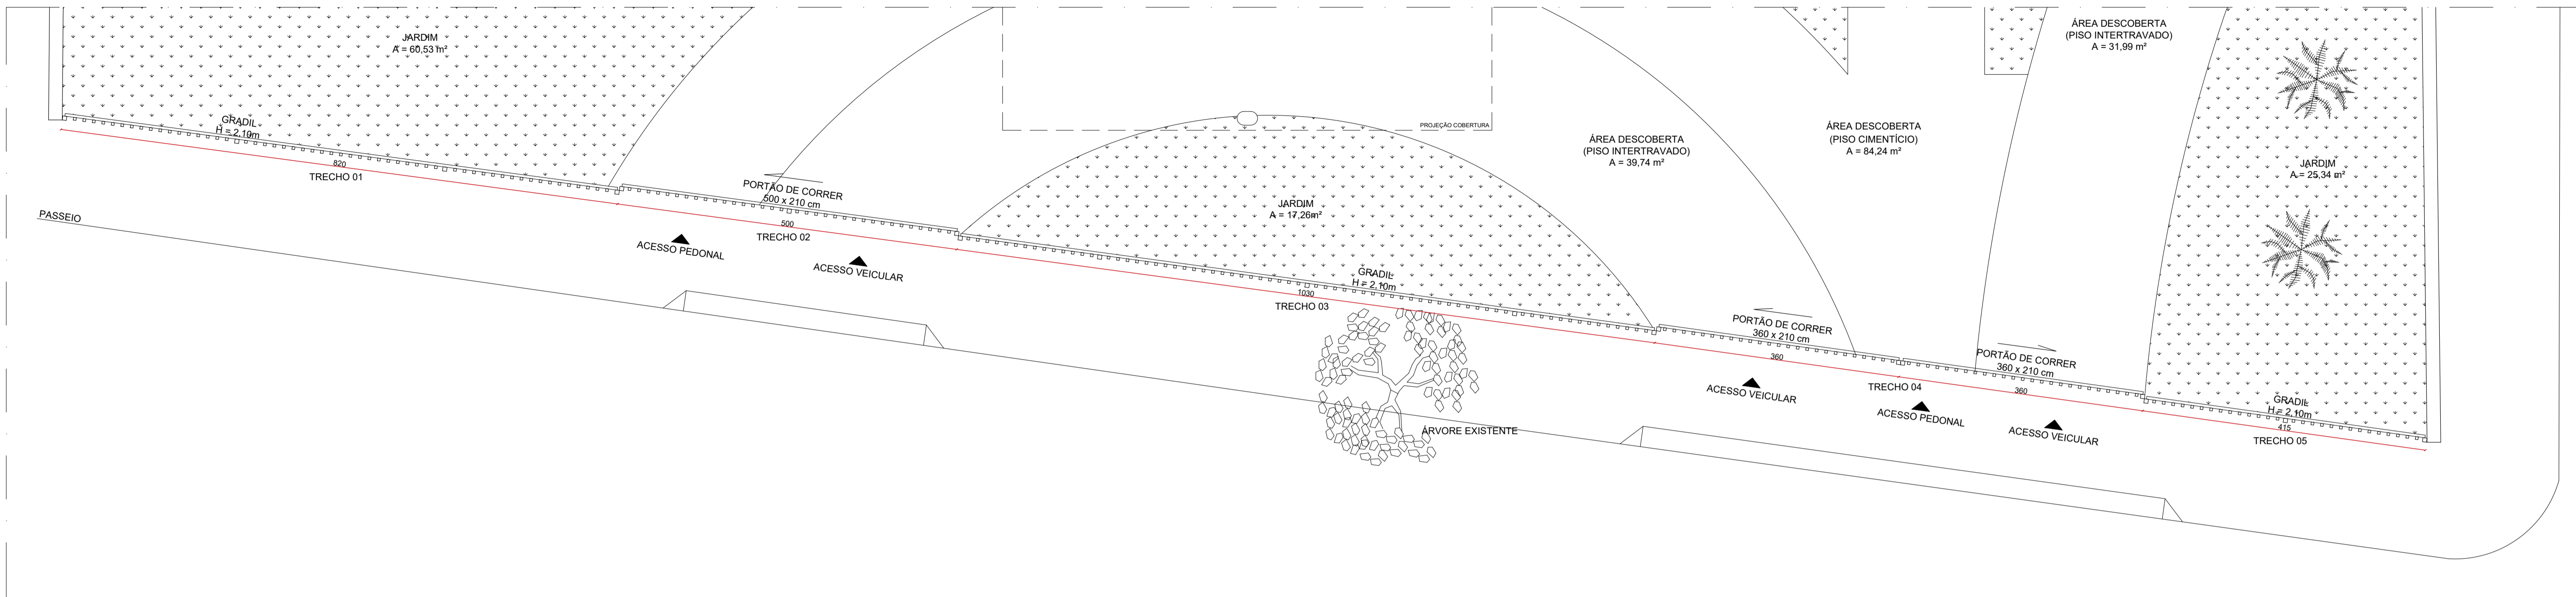 JARDIM
A = 60,53 m²
GRADIL
H = 2,10m
820
TRECHO 01
PASSEIO
PORTÃO DE CORRER
500 x 210 cm
500
TRECHO 02
ACESSO PEDONAL
ACESSO VEICULAR
PROJEÇÃO COBERTURA
JARDIM
A = 17,26m²
GRADIL
H = 2,10m
1030
TRECHO 03
ÁRVORE EXISTENTE
ÁREA DESCOBERTA
(PISO INTERTRAVADO)
A = 39,74 m²
ÁREA DESCOBERTA
(PISO CIMENTÍCIO)
A = 84,24 m²
ÁREA DESCOBERTA
(PISO INTERTRAVADO)
A = 31,99 m²
PORTÃO DE CORRER
360 x 210 cm
360
ACESSO VEICULAR
TRECHO 04
PORTÃO DE CORRER
360 x 210 cm
360
ACESSO PEDONAL
ACESSO VEICULAR
JARDIM
A = 25,34 m²
GRADIL
H = 2,10m
415
TRECHO 05